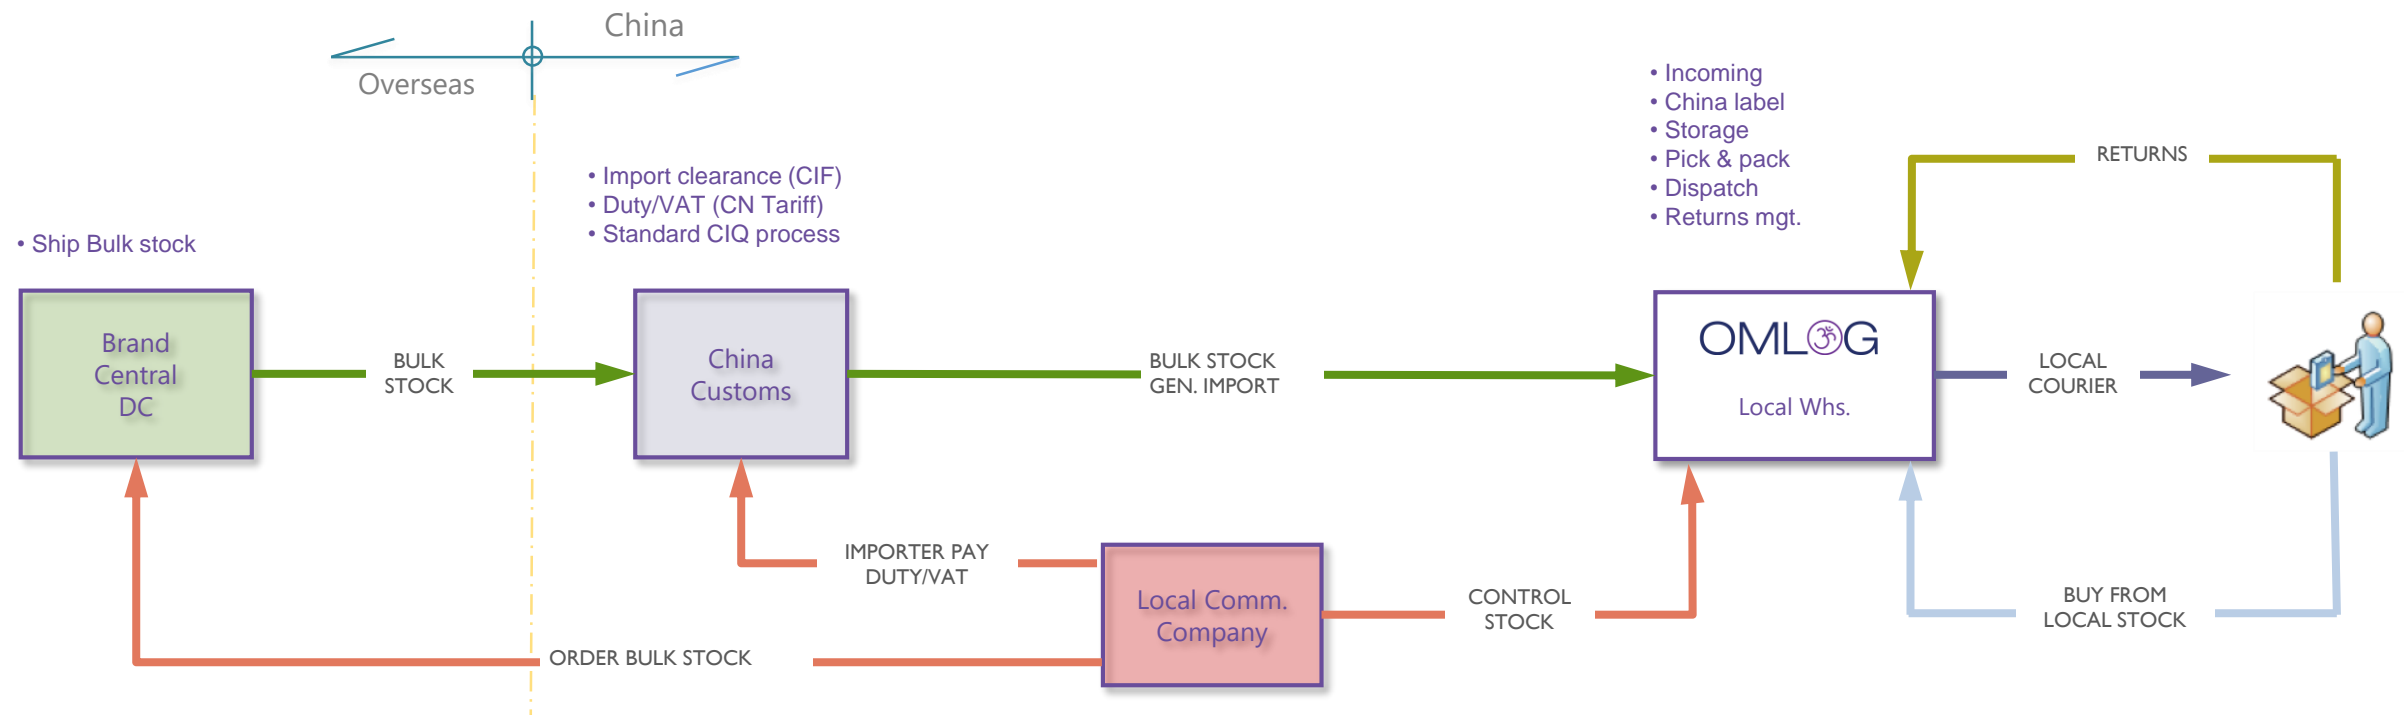 China
Overseas
• Incoming
• China label
• Storage
• Pick & pack
• Dispatch
• Returns mgt.
RETURNS
• Import clearance (CIF)
• Duty/VAT (CN Tariff)
• Standard CIQ process
• Ship Bulk stock
Brand
Central
DC
BULK
STOCK
China
Customs
BULK STOCK
GEN. IMPORT
OMLOG
Local Whs.
LOCAL
COURIER
IMPORTER PAY
DUTY/VAT
Local Comm.
Company
CONTROL
STOCK
BUY FROM
LOCAL STOCK
ORDER BULK STOCK